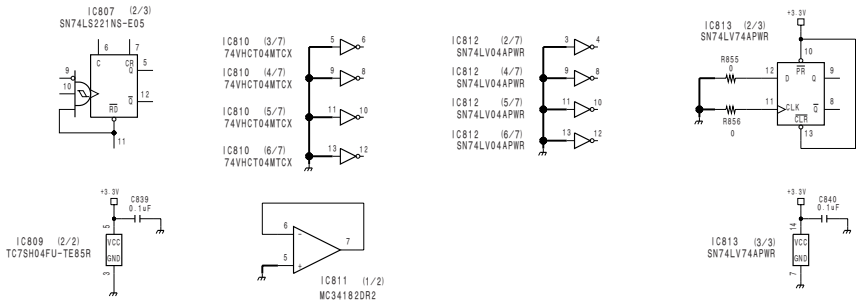 IC807 (2/3)
SN74LS221NS-E05
6 7
C CR
9 5
Q
10
12
Q
RD
11
IC810 (3/7)
74VHCT04MTCX
5 6
IC810 (4/7)
74VHCT04MTCX
9 8
IC810 (5/7)
74VHCT04MTCX
11 10
IC810 (6/7)
74VHCT04MTCX
13 12
IC812 (2/7)
SN74LV04APWR
3 4
IC812 (4/7)
SN74LV04APWR
9 8
IC812 (5/7)
SN74LV04APWR
11 10
IC812 (6/7)
SN74LV04APWR
13 12
IC813 (2/3)
SN74LV74APWR
+3.3V
10
PR
R855
0
12 D Q 9
11 CLK Q 8
R856
0
CLR
13
+3.3V
C839
0.1uF
5
IC809 (2/2)
TC7SH04FU-TE85R
VCC
GND
3
6
7
5
-
+
IC811 (1/2)
MC34182DR2
+3.3V
C840
0.1uF
14
IC813 (3/3)
SN74LV74APWR
VCC
GND
7